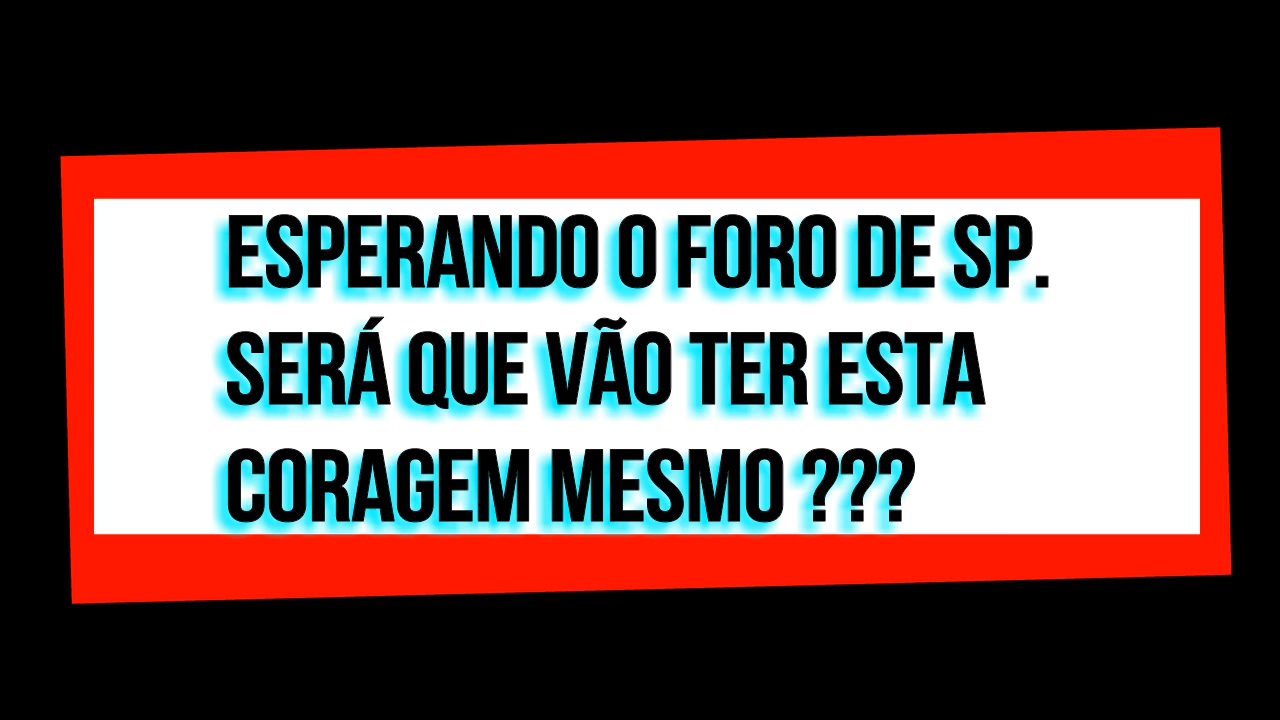 ESPERANDO O FORO DE SP.
SERÁ QUE VÃO TER ESTA
CORAGEM MESMO ???